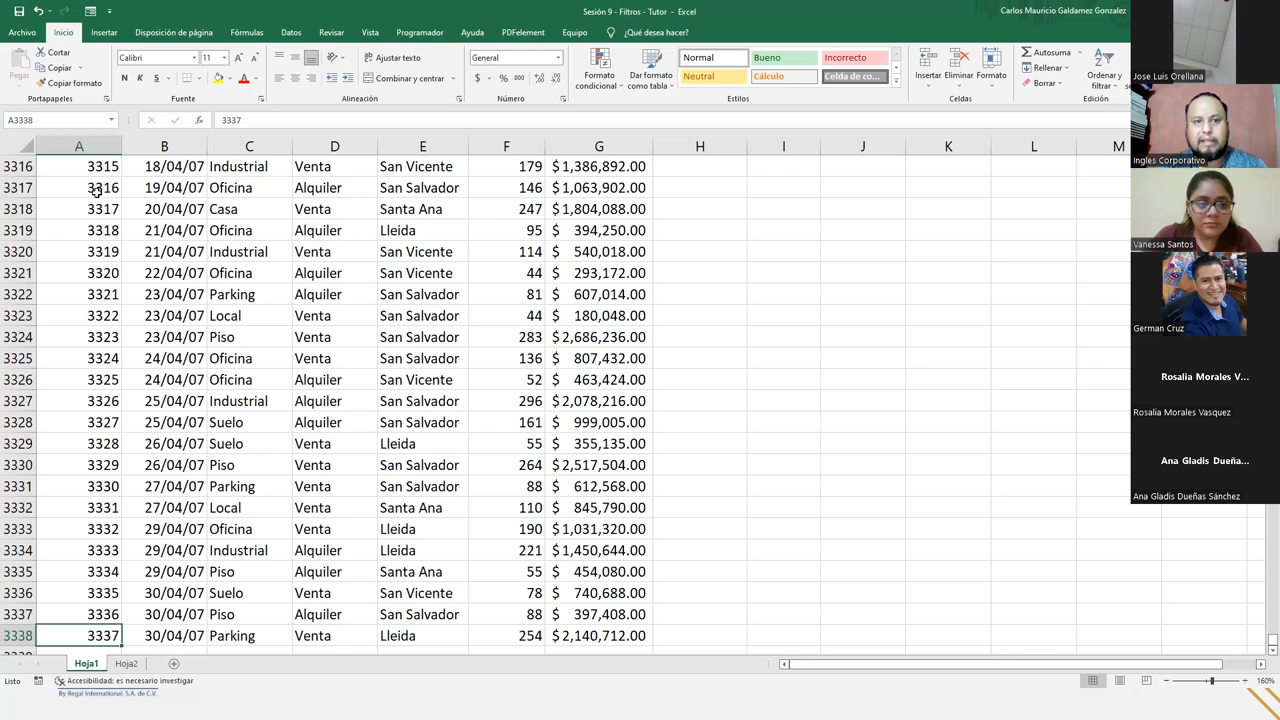 Sesión 9 - Filtros - Tutor - Excel
Carlos Mauricio Galdamez Gonzalez
Archivo Inicio Insertar Disposición de página Fórmulas Datos Revisar Vista Programador Ayuda PDFelement Equipo ¿Qué desea hacer?
Pegar
Cortar
Copiar
Copiar formato
Portapapeles
Calibri 11
N K S
Fuente
Ajustar texto
Combinar y centrar
Alineación
General
$ % 000
Número
Formato condicional
Dar formato como tabla
Normal Bueno Incorrecto
Neutral Cálculo Celda de co...
Estilos
Insertar Eliminar Formato
Celdas
Autosuma
Rellenar
Borrar
Ordenar y filtrar
Edición
A3338 fx 3337
A B C D E F G H I J K L M
3316 3315 18/04/07 Industrial Venta San Vicente 179 $ 1,386,892.00
3317 3316 19/04/07 Oficina Alquiler San Salvador 146 $ 1,063,902.00
3318 3317 20/04/07 Casa Venta Santa Ana 247 $ 1,804,088.00
3319 3318 21/04/07 Oficina Alquiler Lleida 95 $ 394,250.00
3320 3319 21/04/07 Industrial Venta San Vicente 114 $ 540,018.00
3321 3320 22/04/07 Oficina Alquiler San Vicente 44 $ 293,172.00
3322 3321 23/04/07 Parking Alquiler San Salvador 81 $ 607,014.00
3323 3322 23/04/07 Local Venta San Salvador 44 $ 180,048.00
3324 3323 23/04/07 Piso Venta San Salvador 283 $ 2,686,236.00
3325 3324 24/04/07 Oficina Venta San Salvador 136 $ 807,432.00
3326 3325 24/04/07 Oficina Alquiler San Vicente 52 $ 463,424.00
3327 3326 25/04/07 Industrial Alquiler San Salvador 296 $ 2,078,216.00
3328 3327 25/04/07 Suelo Alquiler San Salvador 161 $ 999,005.00
3329 3328 26/04/07 Suelo Venta Lleida 55 $ 355,135.00
3330 3329 26/04/07 Piso Venta San Salvador 264 $ 2,517,504.00
3331 3330 27/04/07 Parking Venta San Salvador 88 $ 612,568.00
3332 3331 27/04/07 Local Venta Santa Ana 110 $ 845,790.00
3333 3332 29/04/07 Oficina Venta Lleida 190 $ 1,031,320.00
3334 3333 29/04/07 Industrial Alquiler Lleida 221 $ 1,450,644.00
3335 3334 29/04/07 Piso Alquiler Santa Ana 55 $ 454,080.00
3336 3335 30/04/07 Suelo Venta San Vicente 78 $ 740,688.00
3337 3336 30/04/07 Piso Alquiler San Salvador 88 $ 397,408.00
3338 3337 30/04/07 Parking Venta Lleida 254 $ 2,140,712.00
Hoja1 Hoja2
Listo Accesibilidad: es necesario investigar 160%
By Regal International, S.A. de C.V.
Jose Luis Orellana
Ingles Corporativo
Vanessa Santos
German Cruz
Rosalia Morales V...
Rosalia Morales Vasquez
Ana Gladis Dueña...
Ana Gladis Dueñas Sánchez